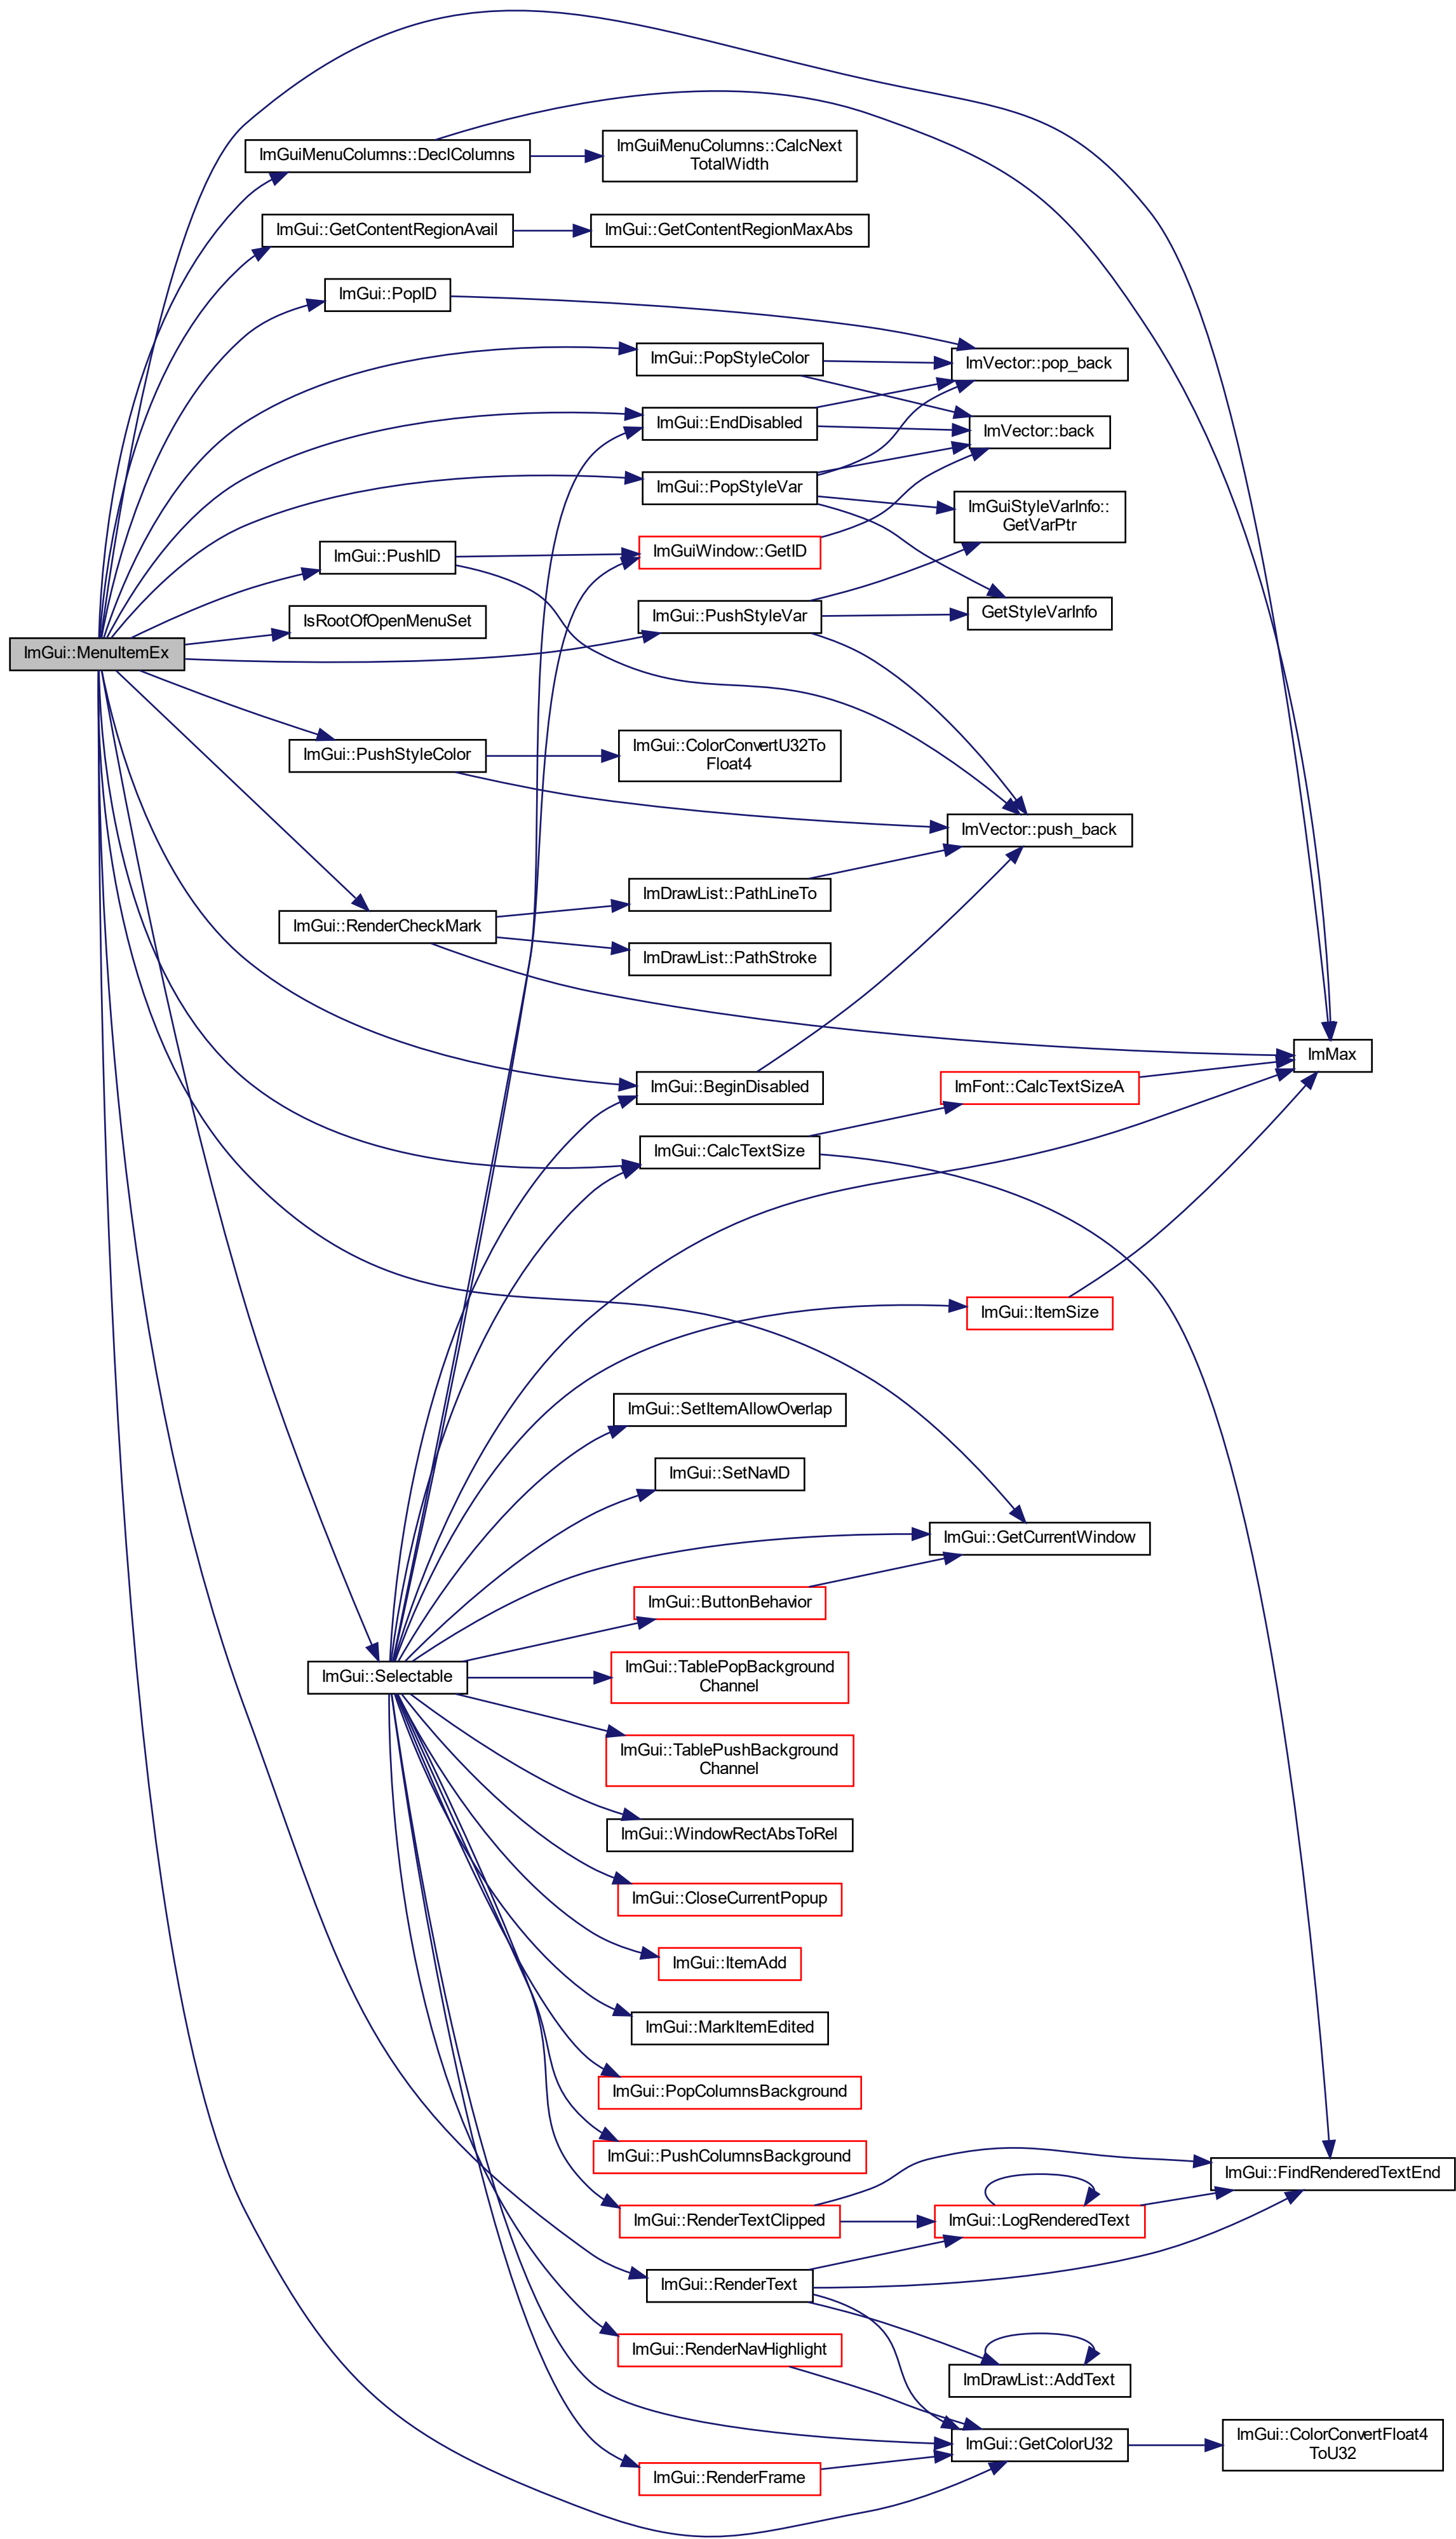 ImGuiMenuColumns::DeclColumns
ImGuiMenuColumns::CalcNext
TotalWidth
ImGui::GetContentRegionAvail
ImGui::GetContentRegionMaxAbs
ImGui::PopID
ImGui::PopStyleColor
ImVector::pop_back
ImGui::EndDisabled
ImVector::back
ImGui::PopStyleVar
ImGuiStyleVarInfo::
GetVarPtr
ImGui::PushID
ImGuiWindow::GetID
IsRootOfOpenMenuSet
ImGui::PushStyleVar
GetStyleVarInfo
ImGui::MenuItemEx
ImGui::PushStyleColor
ImGui::ColorConvertU32To
Float4
ImVector::push_back
ImDrawList::PathLineTo
ImGui::RenderCheckMark
ImDrawList::PathStroke
ImMax
ImGui::BeginDisabled
ImFont::CalcTextSizeA
ImGui::CalcTextSize
ImGui::ItemSize
ImGui::SetItemAllowOverlap
ImGui::SetNavID
ImGui::GetCurrentWindow
ImGui::ButtonBehavior
ImGui::Selectable
ImGui::TablePopBackground
Channel
ImGui::TablePushBackground
Channel
ImGui::WindowRectAbsToRel
ImGui::CloseCurrentPopup
ImGui::ItemAdd
ImGui::MarkItemEdited
ImGui::PopColumnsBackground
ImGui::PushColumnsBackground
ImGui::FindRenderedTextEnd
ImGui::RenderTextClipped
ImGui::LogRenderedText
ImGui::RenderText
ImGui::RenderNavHighlight
ImDrawList::AddText
ImGui::GetColorU32
ImGui::ColorConvertFloat4
ToU32
ImGui::RenderFrame